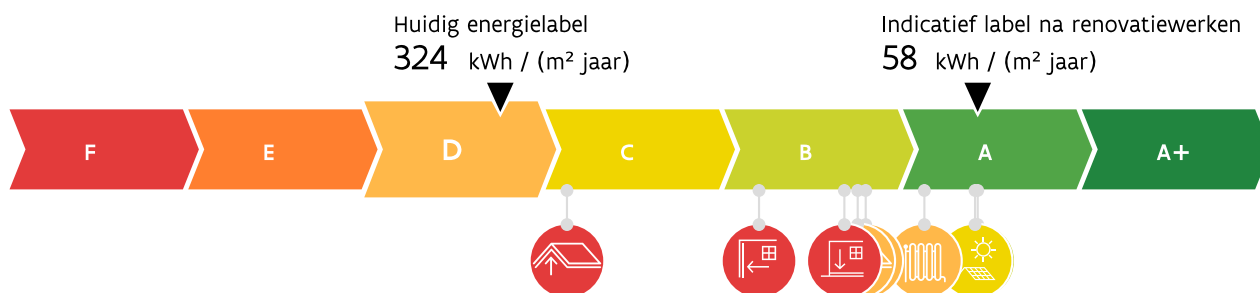 Huidig energielabel
324 kWh / (m² jaar)
Indicatief label na renovatiewerken
58 kWh / (m² jaar)
F E D C B A A+